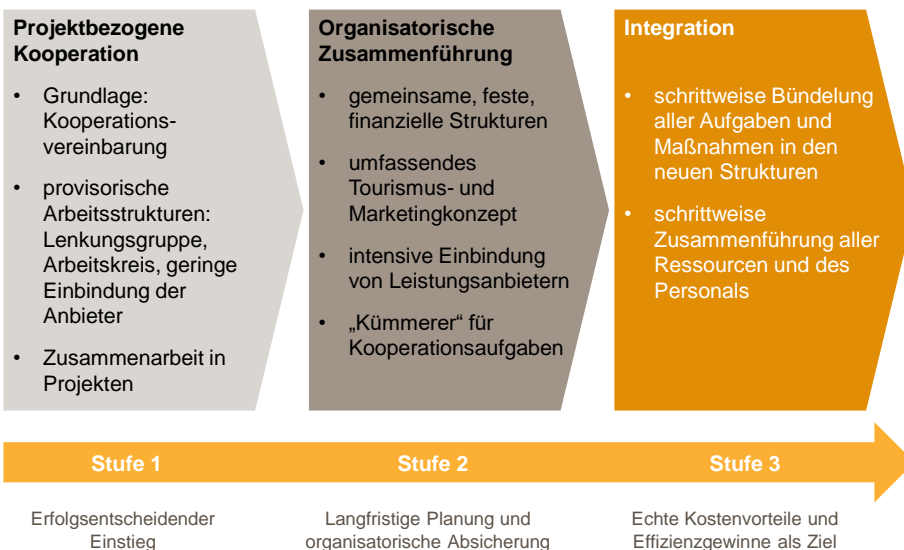 Projektbezogene
Kooperation
• Grundlage:
Kooperations-
vereinbarung
• provisorische
Arbeitsstrukturen:
Lenkungsgruppe,
Arbeitskreis, geringe
Einbindung der
Anbieter
• Zusammenarbeit in
Projekten
Organisatorische
Zusammenführung
• gemeinsame, feste,
finanzielle Strukturen
• umfassendes
Tourismus- und
Marketingkonzept
• intensive Einbindung
von Leistungsanbietern
• „Kümmerer“ für
Kooperationsaufgaben
Integration
• schrittweise Bündelung
aller Aufgaben und
Maßnahmen in den
neuen Strukturen
• schrittweise
Zusammenführung aller
Ressourcen und des
Personals
Stufe 1
Stufe 2
Stufe 3
Erfolgsentscheidender
Einstieg
Langfristige Planung und
organisatorische Absicherung
Echte Kostenvorteile und
Effizienzgewinne als Ziel